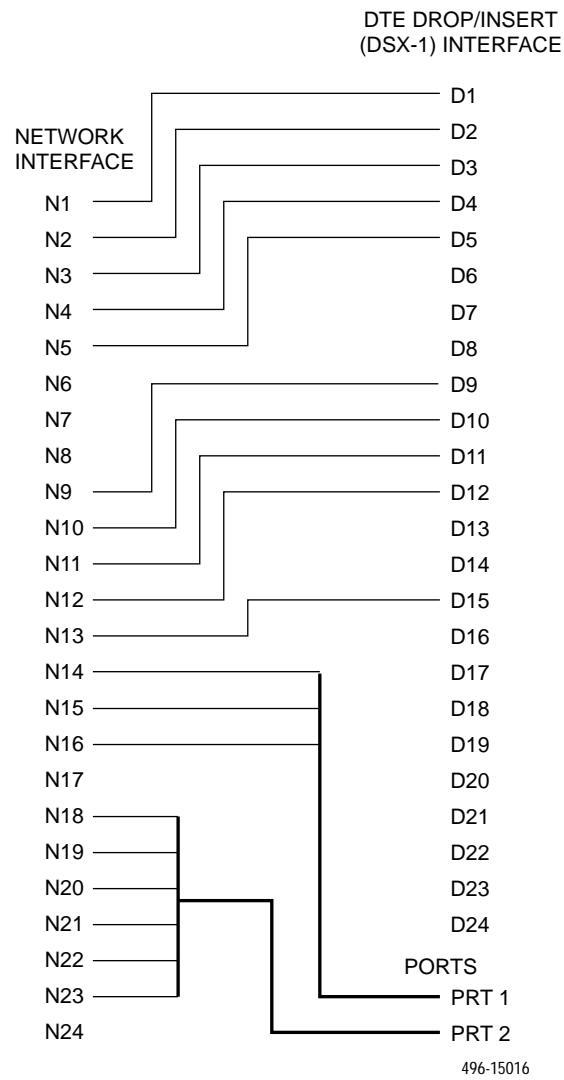 DTE DROP/INSERT
(DSX-1) INTERFACE
NETWORK
INTERFACE
N1
N2
N3
N4
N5
N6
N7
N8
N9
N10
N11
N12
N13
N14
N15
N16
N17
N18
N19
N20
N21
N22
N23
N24
D1
D2
D3
D4
D5
D6
D7
D8
D9
D10
D11
D12
D13
D14
D15
D16
D17
D18
D19
D20
D21
D22
D23
D24
PORTS
PRT 1
PRT 2
496-15016